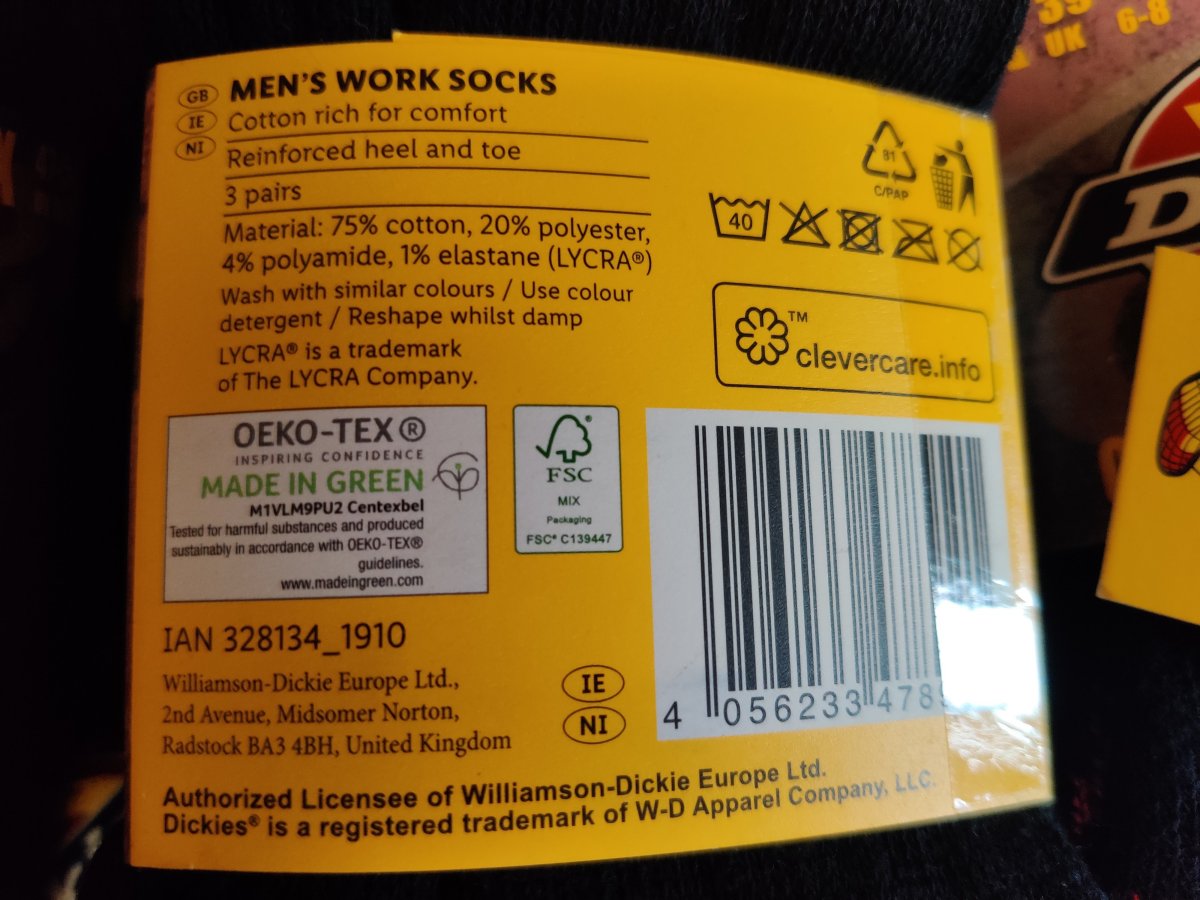 GB MEN'S WORK SOCKS
IE Cotton rich for comfort
NI Reinforced heel and toe
3 pairs
Material: 75% cotton, 20% polyester,
4% polyamide, 1% elastane (LYCRA®)
Wash with similar colours / Use colour
detergent / Reshape whilst damp
LYCRA® is a trademark
of The LYCRA Company.
81
C/PAP
40
™
clevercare.info
OEKO-TEX®
INSPIRING CONFIDENCE
MADE IN GREEN
M1VLM9PU2 Centexbel
Tested for harmful substances and produced
sustainably in accordance with OEKO-TEX®
guidelines.
www.madeingreen.com
®
FSC
MIX
Packaging
FSC® C139447
4 056233 478
IAN 328134_1910
Williamson-Dickie Europe Ltd.,
2nd Avenue, Midsomer Norton,
Radstock BA3 4BH, United Kingdom
IE
NI
Authorized Licensee of Williamson-Dickie Europe Ltd.
Dickies® is a registered trademark of W-D Apparel Company, LLC.
39
UK 6-8
D